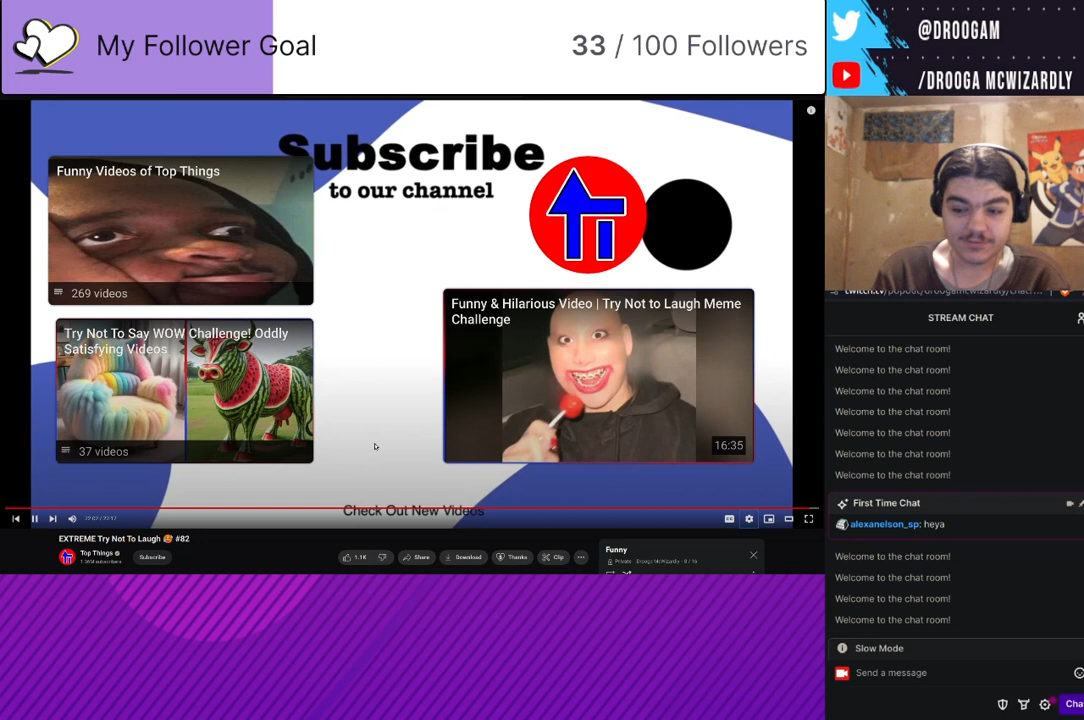 My Follower Goal
33 / 100 Followers
@DROOGAM
/DROOGA MCWIZARDLY
Subscribe
to our channel
Funny Videos of Top Things
269 videos
Try Not To Say WOW Challenge! Oddly
Satisfying Videos
37 videos
Funny & Hilarious Video | Try Not to Laugh Meme
Challenge
16:35
Check Out New Videos
EXTREME Try Not To Laugh 🥵 #82
Top Things
Subscribe
1.1K
Share
Download
Thanks
Clip
Funny
Private
Drooga McWizardly - 8 / 16
STREAM CHAT
Welcome to the chat room!
Welcome to the chat room!
Welcome to the chat room!
Welcome to the chat room!
Welcome to the chat room!
Welcome to the chat room!
Welcome to the chat room!
First Time Chat
alexanelson_sp: heya
Welcome to the chat room!
Welcome to the chat room!
Welcome to the chat room!
Welcome to the chat room!
Slow Mode
Send a message
Cha